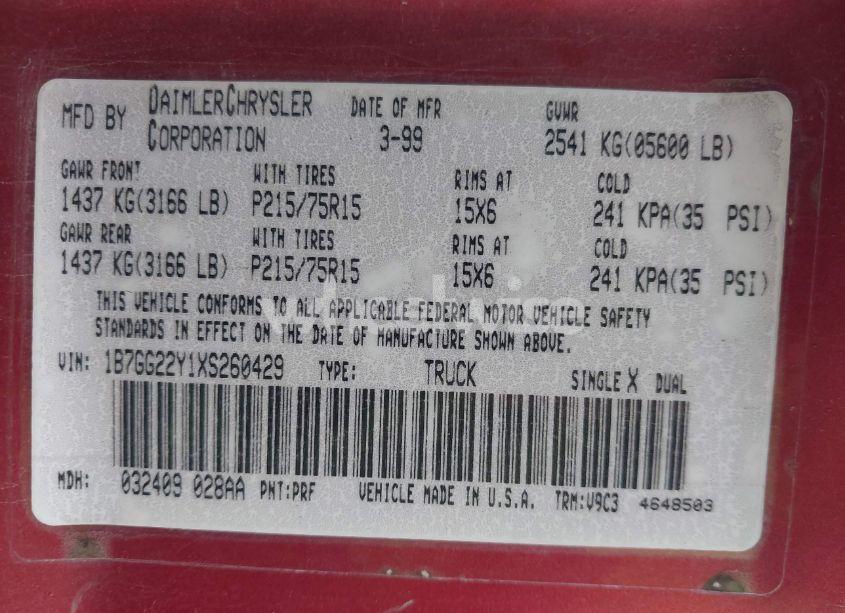 MFD BY DAIMLERCHRYSLER CORPORATION DATE OF MFR 3-99 GVWR 2541 KG(05600 LB)
GAWR FRONT WITH TIRES RIMS AT COLD
1437 KG(3166 LB) P215/75R15 15X6 241 KPA(35 PSI)
GAWR REAR WITH TIRES RIMS AT COLD
1437 KG(3166 LB) P215/75R15 15X6 241 KPA(35 PSI)
THIS VEHICLE CONFORMS TO ALL APPLICABLE FEDERAL MOTOR VEHICLE SAFETY
STANDARDS IN EFFECT ON THE DATE OF MANUFACTURE SHOWN ABOVE.
VIN: 1B7GG22Y1XS260429 TYPE: TRUCK SINGLE X DUAL
MDH: 032409 028AA PNT:PRF VEHICLE MADE IN U.S.A. TRM:V9C3 4648503